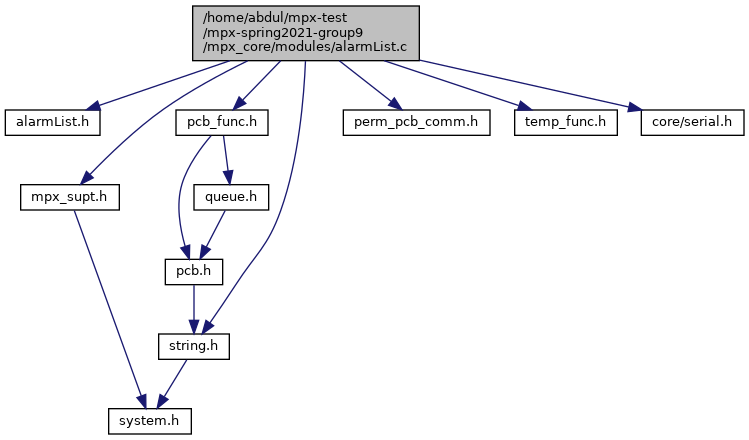 /home/abdul/mpx-test
/mpx-spring2021-group9
/mpx_core/modules/alarmList.c
alarmList.h
pcb_func.h
perm_pcb_comm.h
temp_func.h
core/serial.h
mpx_supt.h
queue.h
pcb.h
string.h
system.h